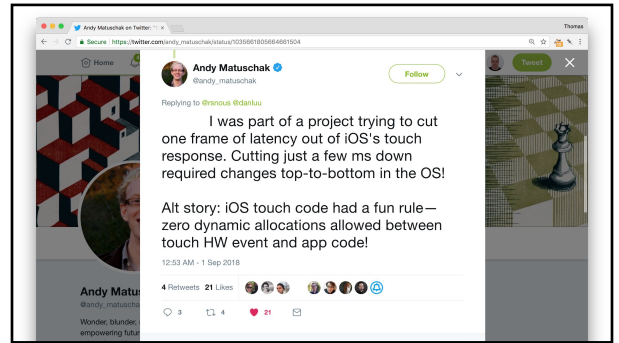 Andy Matuschak on Twitter: "I
Thomas
Secure https://twitter.com/andy_matuschak/status/1035661805664661504
Home
Tweet
Andy Matuschak
@andy_matuschak
Follow
Replying to @rsnous @danluu
I was part of a project trying to cut
one frame of latency out of iOS's touch
response. Cutting just a few ms down
required changes top-to-bottom in the OS!
Alt story: iOS touch code had a fun rule—
zero dynamic allocations allowed between
touch HW event and app code!
12:53 AM - 1 Sep 2018
4 Retweets 21 Likes
3 4 21
Andy Matus
@andy_matuscha
Wonder, blunder,
empowering futur